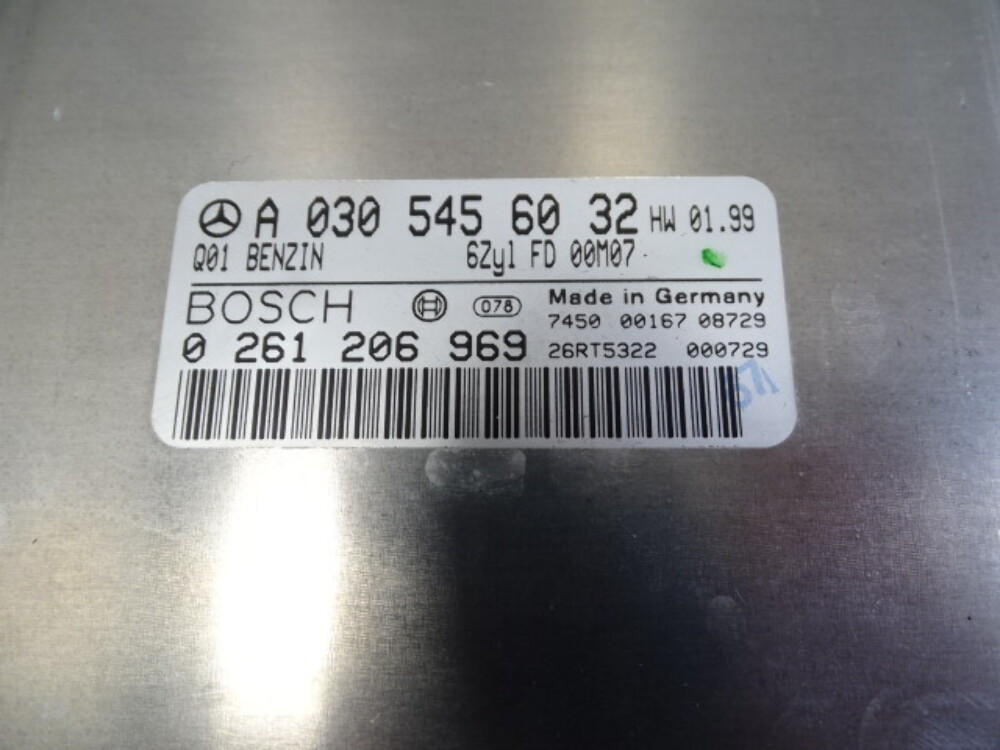 A 030 545 60 32 HW 01.99
Q01 BENZIN 6Zyl FD 00M07
BOSCH 078 Made in Germany
7450 00167 08729
0 261 206 969 26RT5322 000729